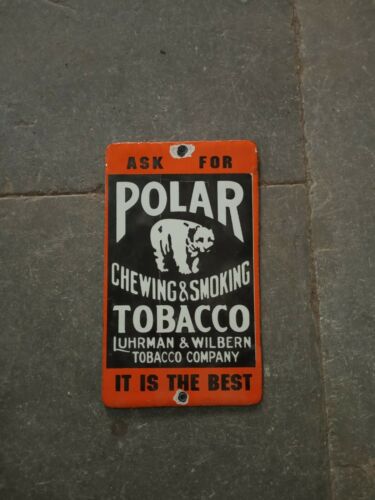 ASK FOR
POLAR
CHEWING & SMOKING
TOBACCO
LUHRMAN & WILBERN
TOBACCO COMPANY
IT IS THE BEST